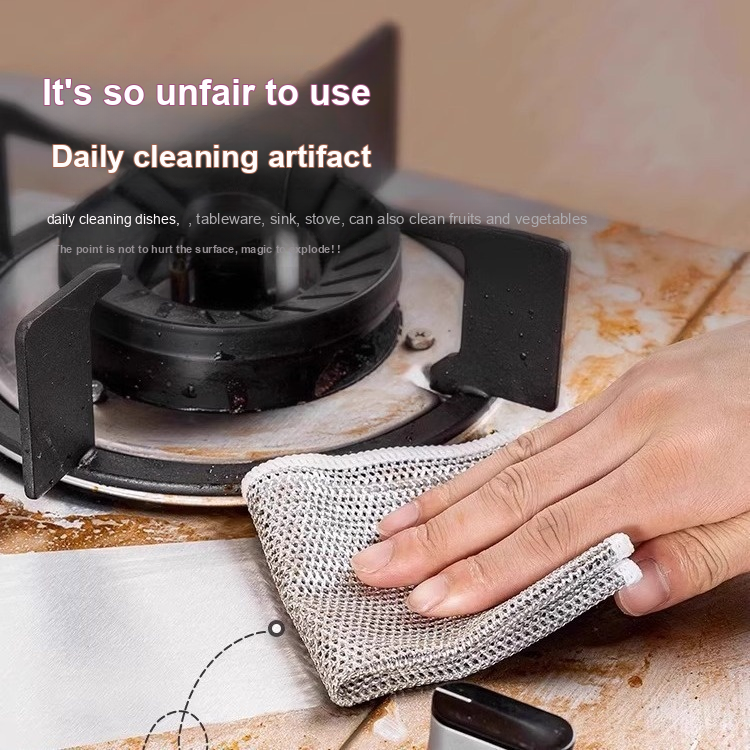 It's so unfair to use
Daily cleaning artifact
daily cleaning dishes, , tableware, sink, stove, can also clean fruits and vegetables
The point is not to hurt the surface, magic to explode! !